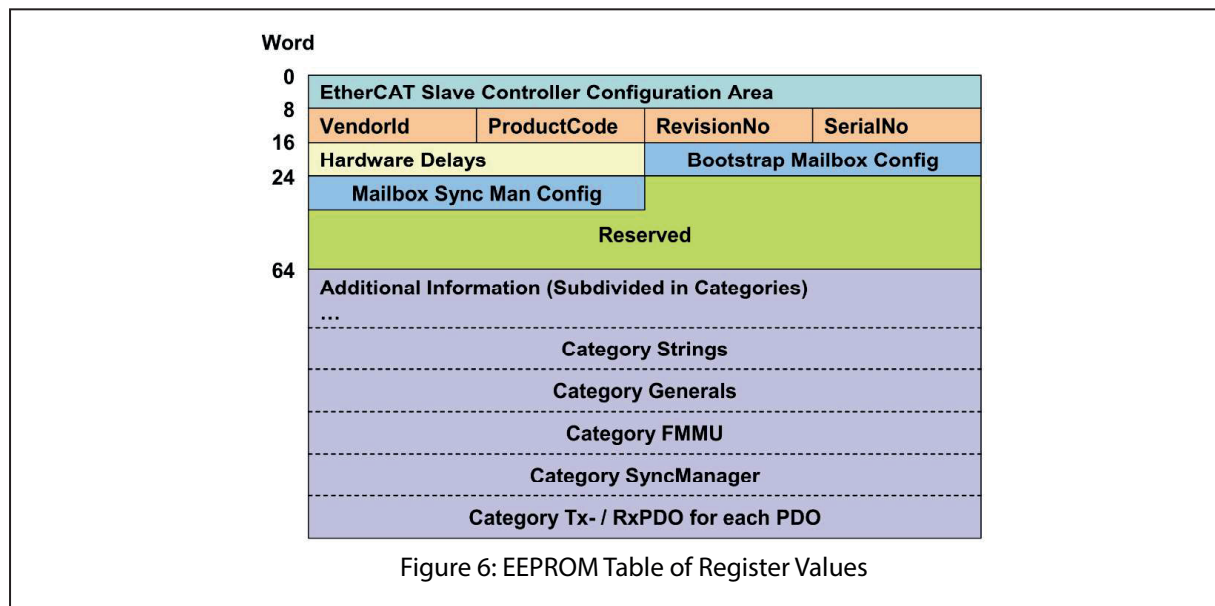 Word
0
EtherCAT Slave Controller Configuration Area
8
VendorId ProductCode RevisionNo SerialNo
16
Hardware Delays Bootstrap Mailbox Config
24
Mailbox Sync Man Config
Reserved
64
Additional Information (Subdivided in Categories)
...
Category Strings
Category Generals
Category FMMU
Category SyncManager
Category Tx- / RxPDO for each PDO
Figure 6: EEPROM Table of Register Values